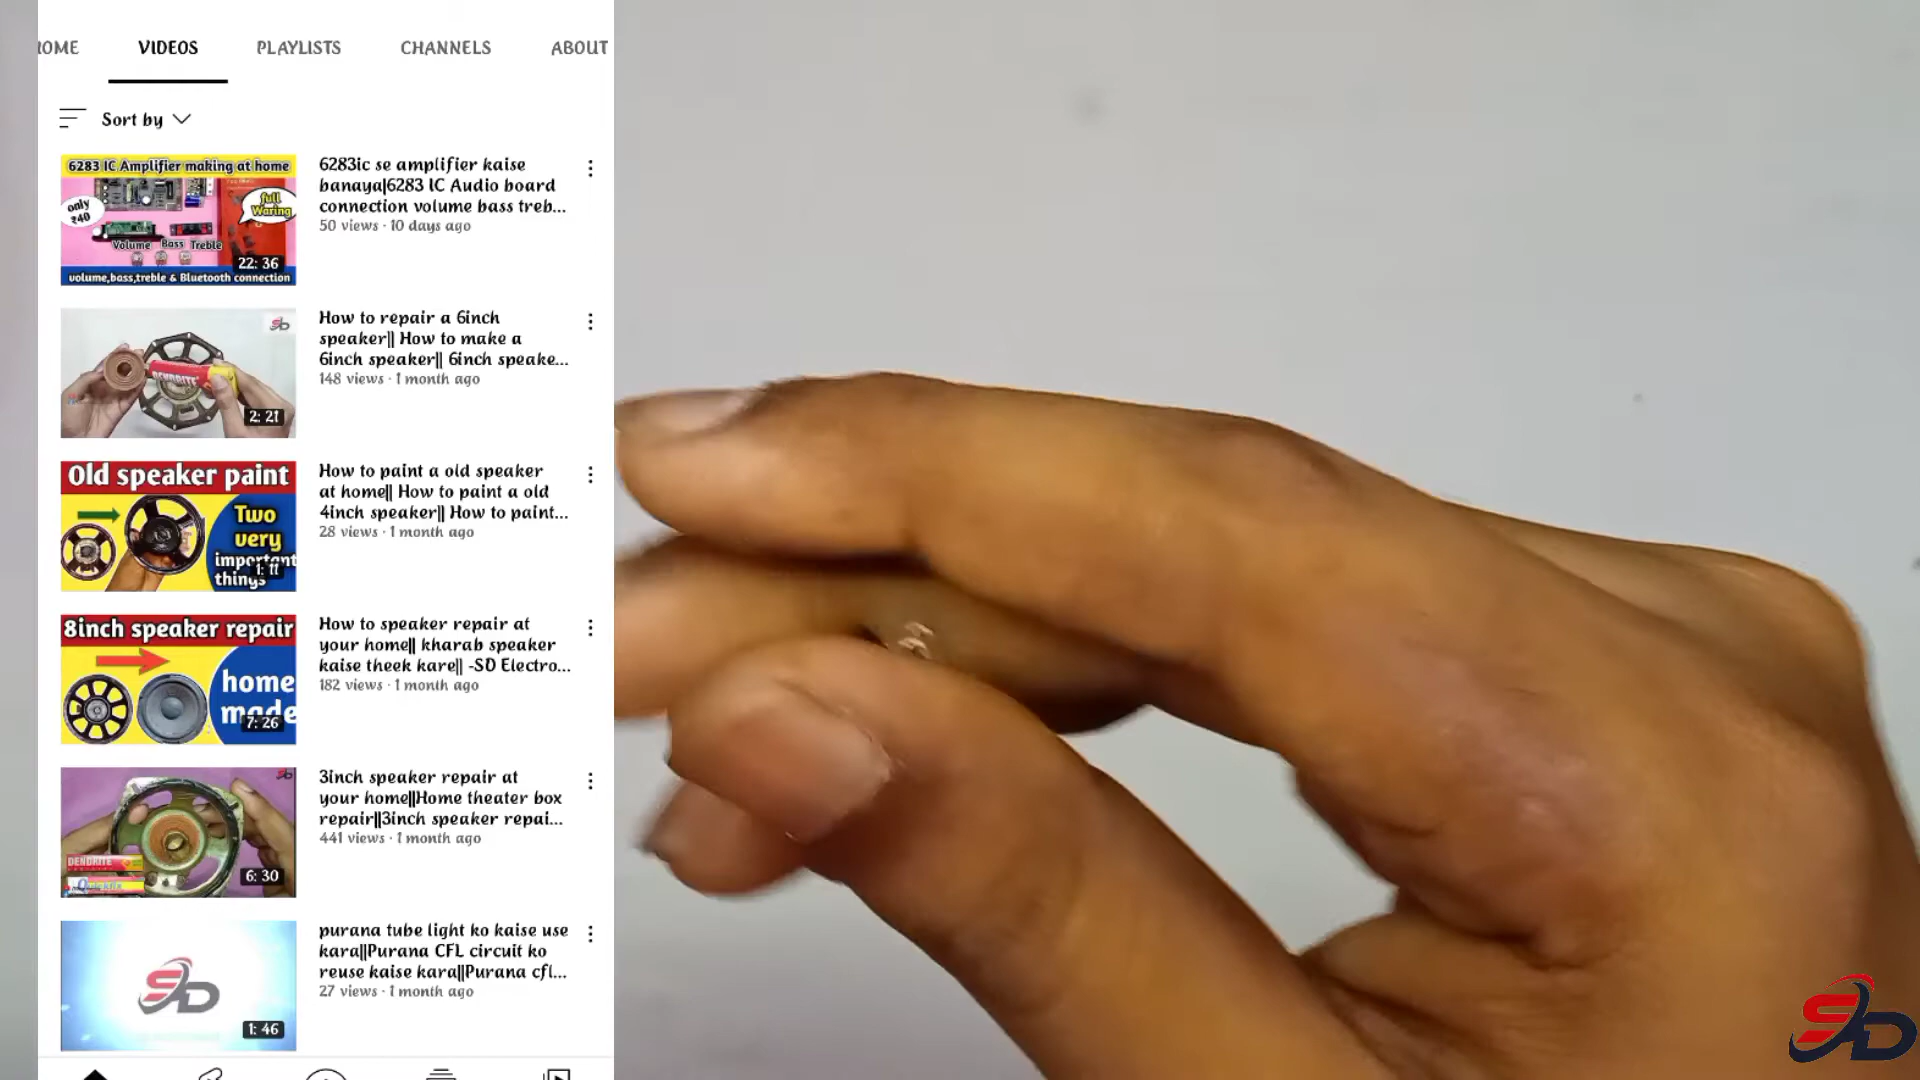 HOME VIDEOS PLAYLISTS CHANNELS ABOUT
Sort by
6283 IC Amplifier making at home
only
₹40
full
Waring
Volume Bass Treble
22: 36
volume,bass,treble & Bluetooth connection
6283ic se amplifier kaise
banaya|6283 IC Audio board
connection volume bass treb...
50 views · 10 days ago
SD
DENDRITE
2: 21
How to repair a 6inch
speaker|| How to make a
6inch speaker|| 6inch speake...
148 views · 1 month ago
Old speaker paint
Two
very
important
things
1: 11
How to paint a old speaker
at home|| How to paint a old
4inch speaker|| How to paint...
28 views · 1 month ago
8inch speaker repair
home
made
7: 26
How to speaker repair at
your home|| kharab speaker
kaise theek kare|| -SD Electro...
182 views · 1 month ago
SD
DENDRITE
6: 30
3inch speaker repair at
your home||Home theater box
repair||3inch speaker repai...
441 views · 1 month ago
SD
1: 46
purana tube light ko kaise use
kara||Purana CFL circuit ko
reuse kaise kara||Purana cfl...
27 views · 1 month ago
SD